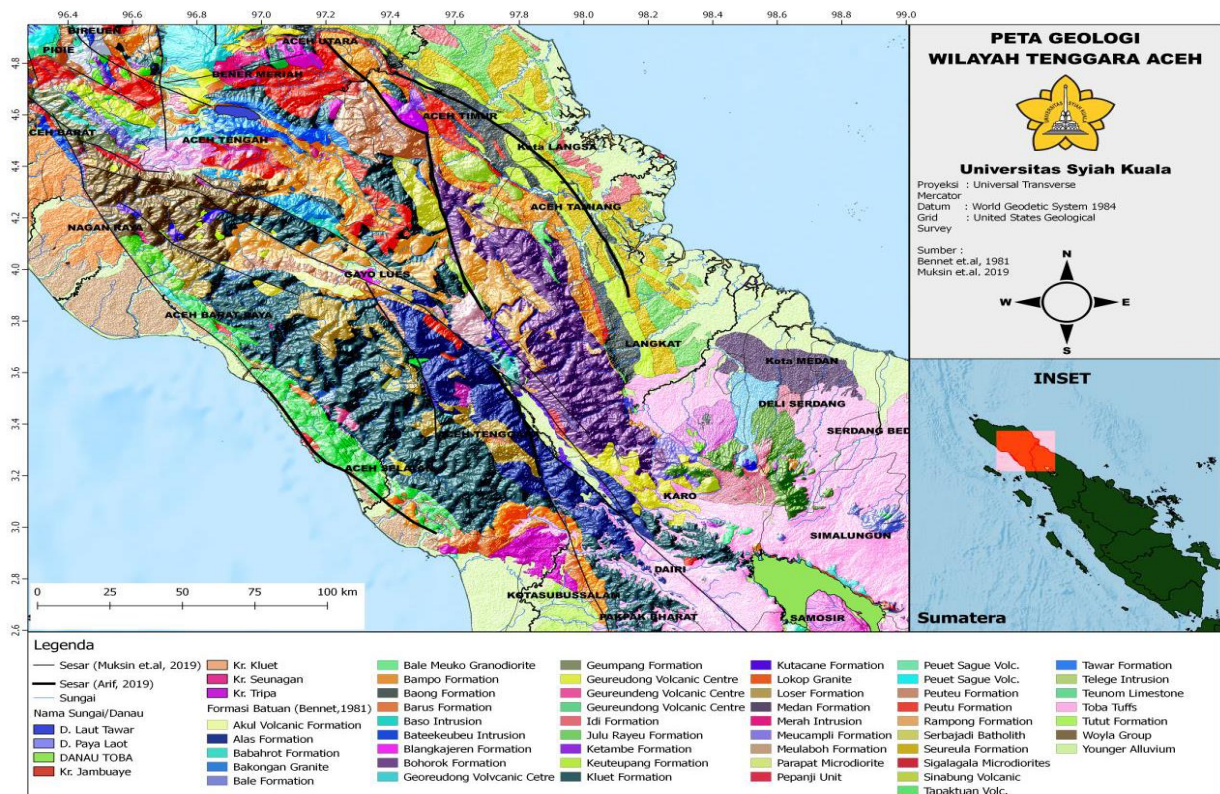 96.4 96.6 96.8 97.0 97.2 97.4 97.6 97.8 98.0 98.2 98.4 98.6 98.8 99.0
4.8
4.6
4.4
4.2
4.0
3.8
3.6
3.4
3.2
3.0
2.8
2.6
BIREUEN
PIDIE
ACEH UTARA
BENER MERIAH
ACEH TIMUR
ACEH TENGAH
Kota LANGSA
ACEH TAMIANG
NAGAN RAYA
GAYO LUES
ACEH BARAT DAYA
LANGKAT
Kota MEDAN
DELI SERDANG
SERDANG BED
KARO
SIMALUNGUN
DAIRI
KOTASUBUSSALAM
PAKPAK BHARAT
SAMOSIR
0 25 50 100 km
PETA GEOLOGI
WILAYAH TENGGARA ACEH
Universitas Syiah Kuala
Proyeksi : Universal Transverse
Mercator
Datum : World Geodetic System 1984
Grid : United States Geological
Survey
Sumber :
Bennet et.al, 1981
Muksin et.al. 2019
N
W E
S
INSET
Sumatera
Legenda
Sesar (Muksin et.al, 2019)
Sesar (Arif, 2019)
Sungai
Nama Sungai/Danau
D. Laut Tawar
D. Paya Laot
DANAU TOBA
Kr. Jambuaye
Kr. Kluet
Kr. Seunagan
Kr. Tripa
Formasi Batuan (Bennet,1981)
Akul Volcanic Formation
Alas Formation
Babahrot Formation
Bakongan Granite
Bale Formation
Bale Meuko Granodiorite
Bampo Formation
Baong Formation
Barus Formation
Baso Intrusion
Bateekeubeu Intrusion
Blangkajeren Formation
Bohorok Formation
Georeudong Volvcanic Cetre
Geumpang Formation
Geureudong Volcanic Centre
Geureundeng Volcanic Centre
Geureundong Volcanic Centre
Idi Formation
Julu Rayeu Formation
Ketambe Formation
Keuteupang Formation
Kluet Formation
Kutacane Formation
Lokop Granite
Loser Formation
Medan Formation
Merah Intrusion
Meucampli Formation
Meulaboh Formation
Parapat Microdiorite
Pepanji Unit
Peuet Sague Volc.
Peuet Sague Volc.
Peuteu Formation
Peutu Formation
Rampong Formation
Serbajadi Batholith
Seureula Formation
Sigalagala Microdiorites
Sinabung Volcanic
Tapaktuan Volc.
Tawar Formation
Telege Intrusion
Teunom Limestone
Toba Tuffs
Tutut Formation
Woyla Group
Younger Alluvium